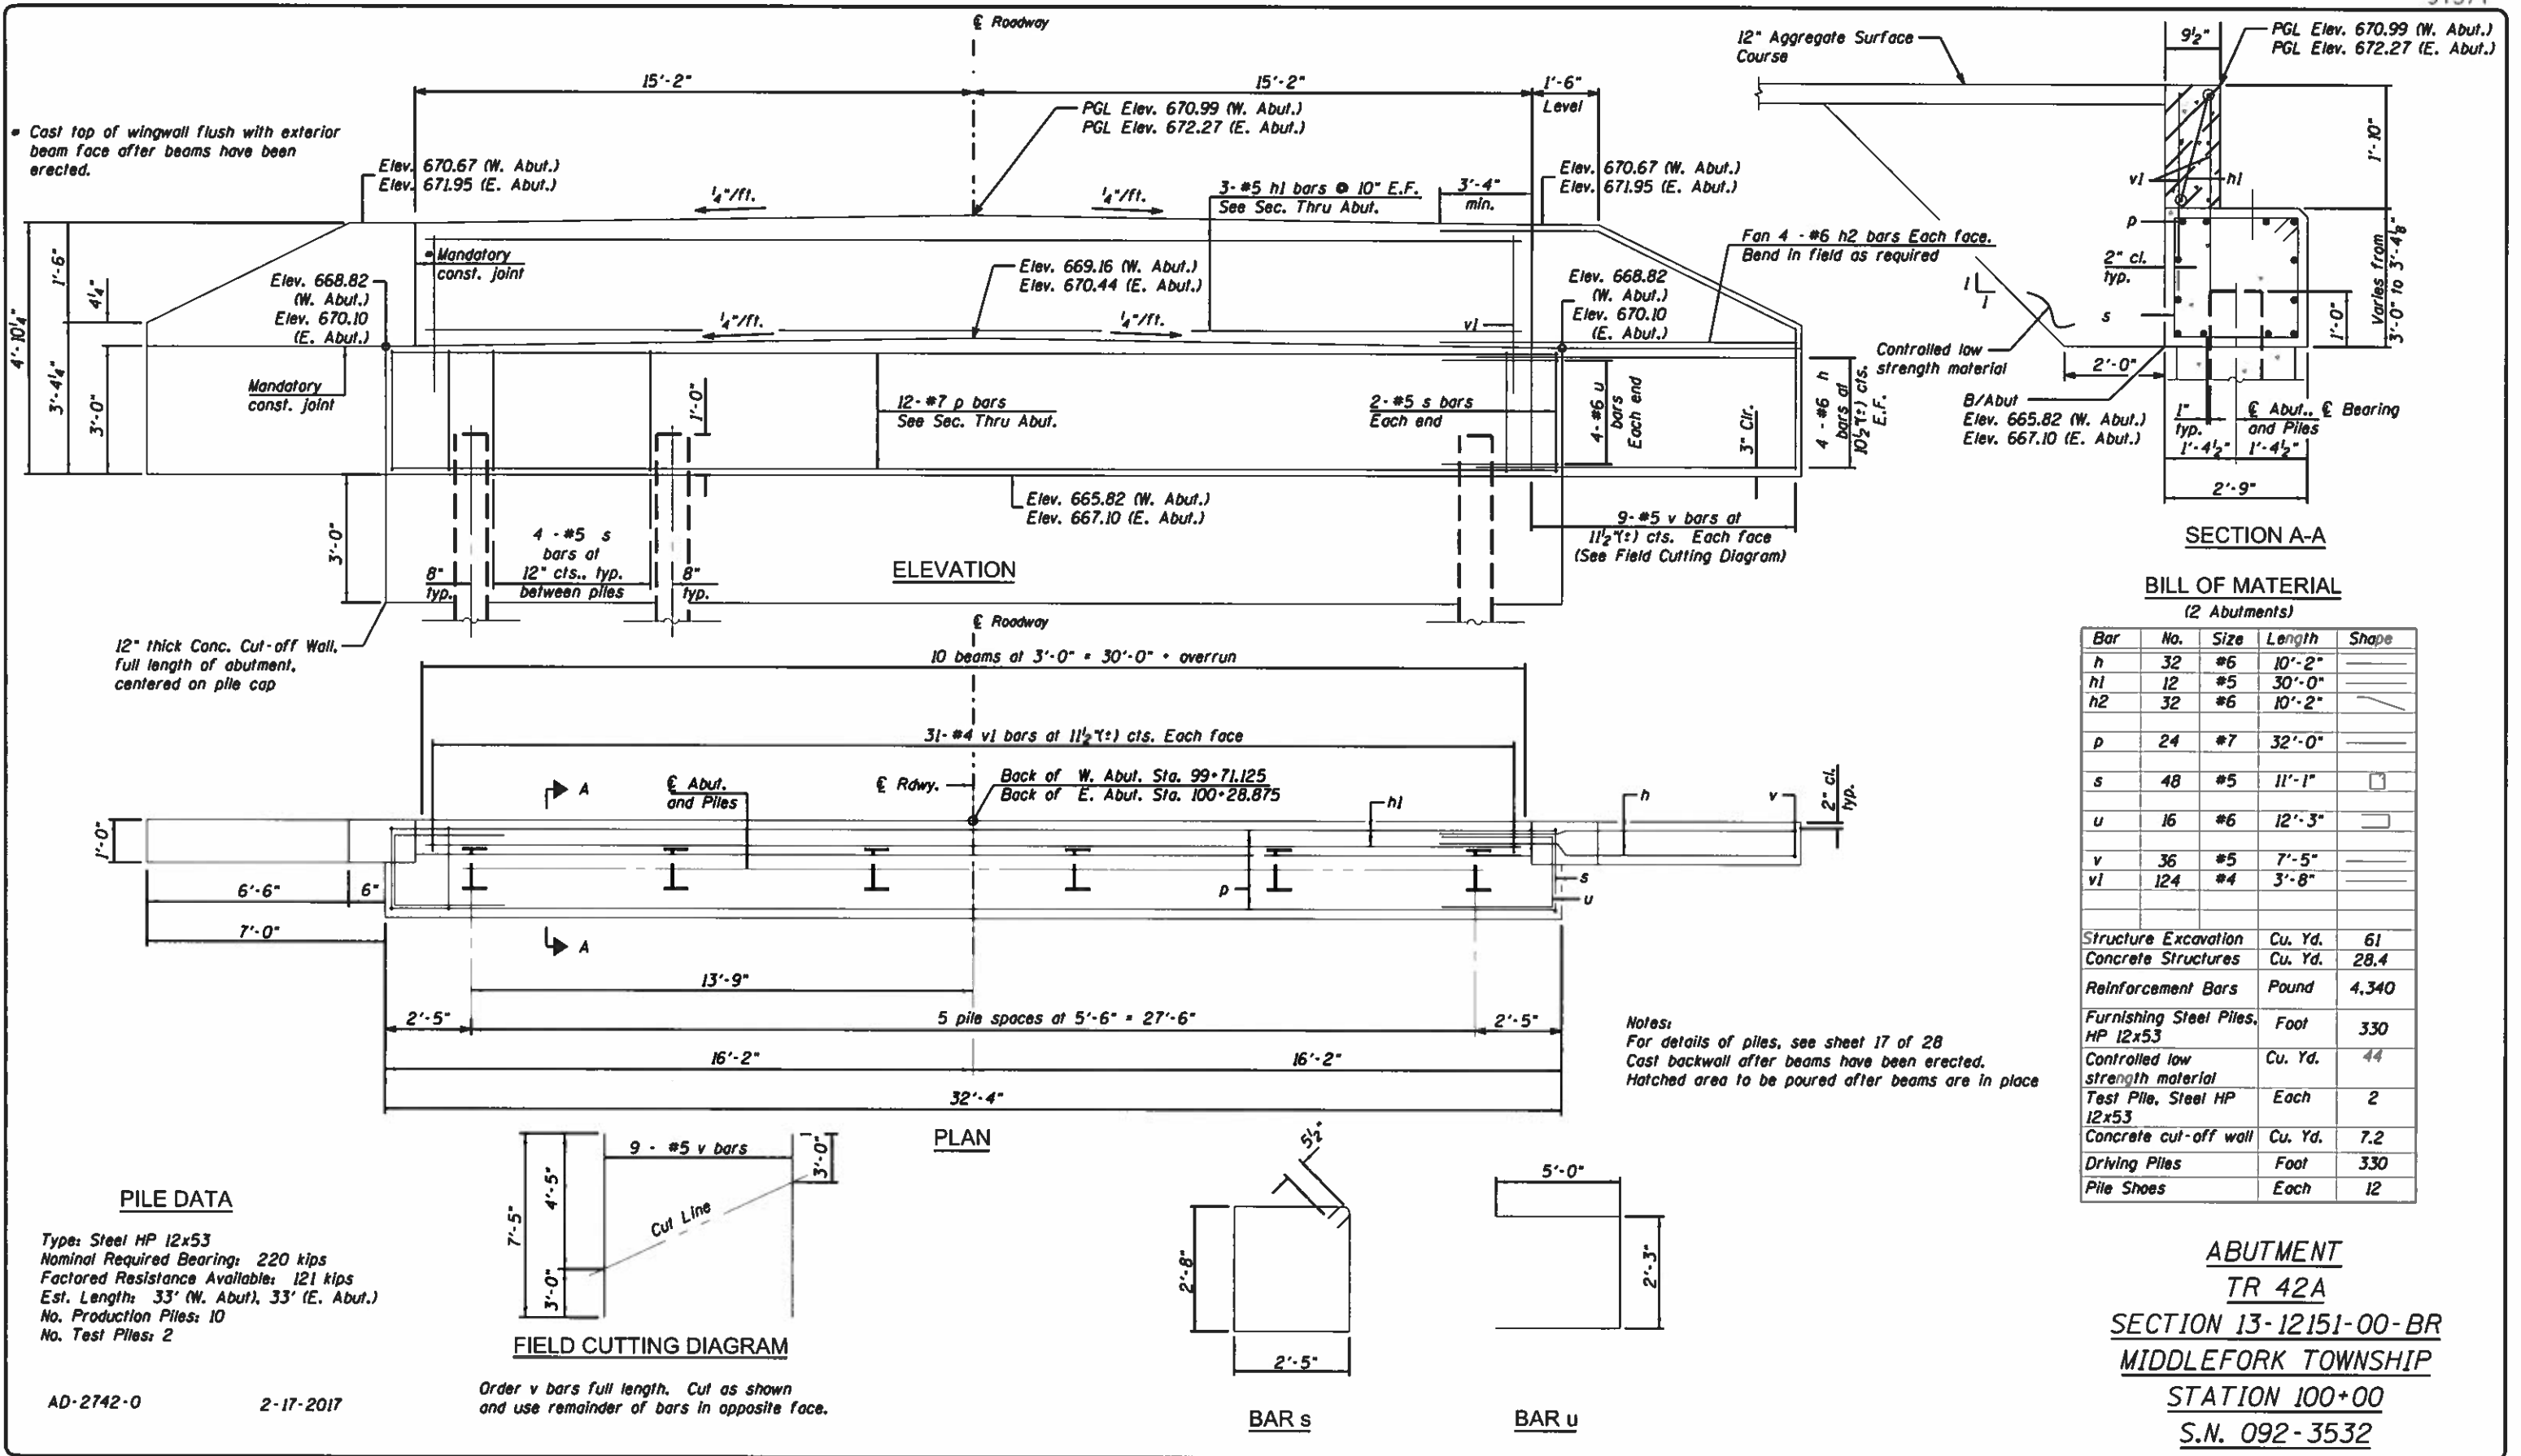 ℄ Roadway
15'-2"
15'-2"
1'-6"
Level
PGL Elev. 670.99 (W. Abut.)
PGL Elev. 672.27 (E. Abut.)
* Cast top of wingwall flush with exterior
beam face after beams have been
erected.
Elev. 670.67 (W. Abut.)
Elev. 671.95 (E. Abut.)
1/4"/ft.
1/4"/ft.
3- #5 h1 bars @ 10" E.F.
See Sec. Thru Abut.
3'-4"
min.
Elev. 670.67 (W. Abut.)
Elev. 671.95 (E. Abut.)
* Mandatory
const. joint
Fan 4 - #6 h2 bars Each face.
Bend in field as required
Elev. 668.82
(W. Abut.)
Elev. 670.10
(E. Abut.)
Elev. 669.16 (W. Abut.)
Elev. 670.44 (E. Abut.)
Elev. 668.82
(W. Abut.)
Elev. 670.10
(E. Abut.)
1/4"/ft.
1/4"/ft.
v1
4'-10 1/4"
1'-6"
4 1/4"
3'-4 1/4"
3'-0"
Mandatory
const. joint
1'-0"
12- #7 p bars
See Sec. Thru Abut.
2- #5 s bars
Each end
4- #6 u
bars
Each end
3" Clr.
4 - #6 h
bars at
10 1/2"(±) cts.
E.F.
Elev. 665.82 (W. Abut.)
Elev. 667.10 (E. Abut.)
3'-0"
8"
typ.
4 - #5 s
bars at
12" cts., typ.
between piles
8"
typ.
9- #5 v bars at
11 1/2"(±) cts. Each face
(See Field Cutting Diagram)
ELEVATION
12" thick Conc. Cut-off Wall,
full length of abutment,
centered on pile cap
12" Aggregate Surface
Course
9 1/2"
PGL Elev. 670.99 (W. Abut.)
PGL Elev. 672.27 (E. Abut.)
1'-10"
v1
h1
p
2" cl.
typ.
s
1
1
Varies from
3'-0" to 3'-4 1/8"
1'-0"
Controlled low
strength material
2'-0"
B/Abut
Elev. 665.82 (W. Abut.)
Elev. 667.10 (E. Abut.)
1"
typ.
℄ Abut., ℄ Bearing
and Piles
1'-4 1/2"
1'-4 1/2"
2'-9"
SECTION A-A
℄ Roadway
10 beams at 3'-0" = 30'-0" + overrun
31- #4 v1 bars at 11 1/2"(±) cts. Each face
A
℄ Abut.
and Piles
℄ Rdwy.
Back of W. Abut. Sta. 99+71.125
Back of E. Abut. Sta. 100+28.875
h1
h
v
2" cl.
typ.
1'-0"
6'-6"
6"
7'-0"
p
s
u
A
13'-9"
2'-5"
5 pile spaces at 5'-6" = 27'-6"
2'-5"
16'-2"
16'-2"
32'-4"
PLAN
Notes:
For details of piles, see sheet 17 of 28
Cast backwall after beams have been erected.
Hatched area to be poured after beams are in place
BILL OF MATERIAL
(2 Abutments)
Bar No. Size Length Shape
h 32 #6 10'-2"
h1 12 #5 30'-0"
h2 32 #6 10'-2"
p 24 #7 32'-0"
s 48 #5 11'-1"
u 16 #6 12'-3"
v 36 #5 7'-5"
v1 124 #4 3'-8"
Structure Excavation Cu. Yd. 61
Concrete Structures Cu. Yd. 28.4
Reinforcement Bars Pound 4,340
Furnishing Steel Piles, HP 12x53 Foot 330
Controlled low strength material Cu. Yd. 44
Test Pile, Steel HP 12x53 Each 2
Concrete cut-off wall Cu. Yd. 7.2
Driving Piles Foot 330
Pile Shoes Each 12
PILE DATA
Type: Steel HP 12x53
Nominal Required Bearing: 220 kips
Factored Resistance Available: 121 kips
Est. Length: 33' (W. Abut), 33' (E. Abut.)
No. Production Piles: 10
No. Test Piles: 2
9 - #5 v bars
7'-5"
4'-5"
3'-0"
3'-0"
Cut Line
FIELD CUTTING DIAGRAM
Order v bars full length. Cut as shown
and use remainder of bars in opposite face.
5 1/2"
2'-8"
2'-5"
BAR s
5'-0"
2'-3"
BAR u
AD-2742-0
2-17-2017
ABUTMENT
TR 42A
SECTION 13-12151-00-BR
MIDDLEFORK TOWNSHIP
STATION 100+00
S.N. 092-3532